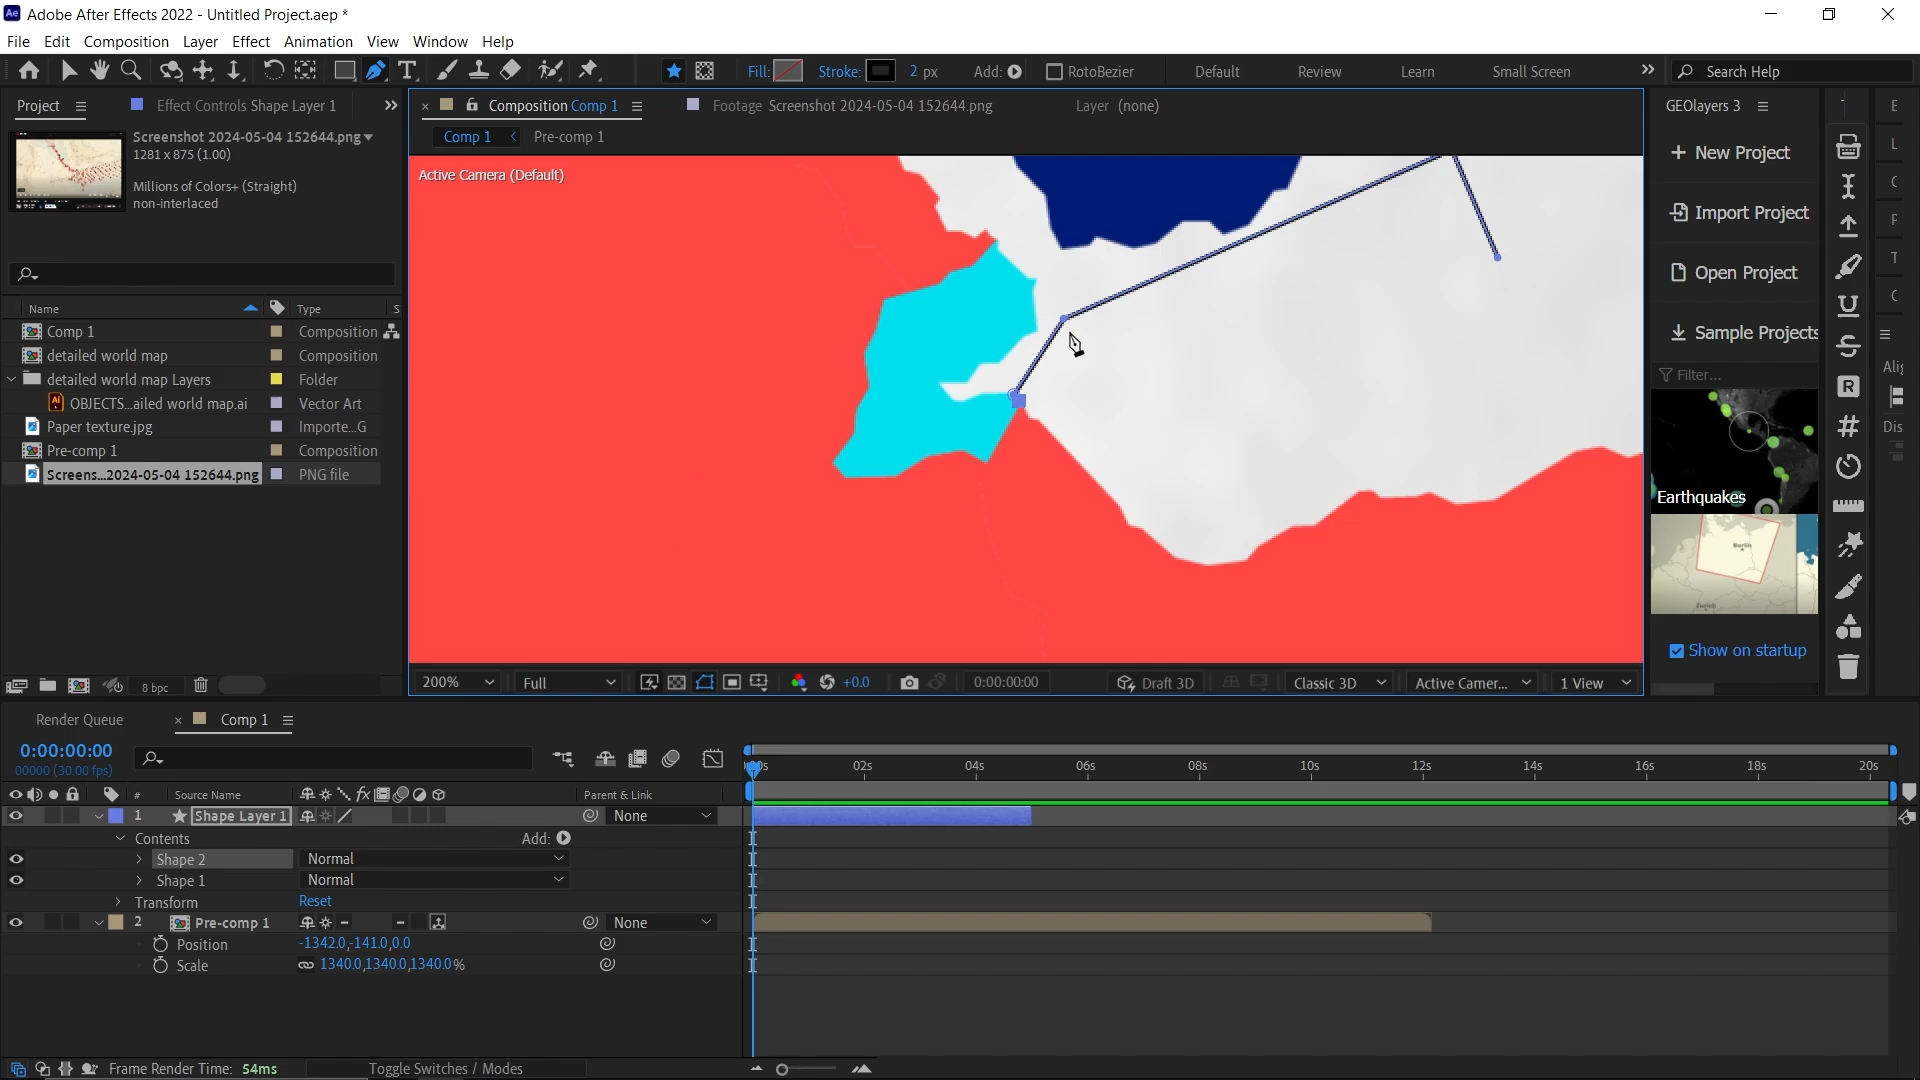 Adobe After Effects 2022 - Untitled Project.aep *
File Edit Composition Layer Effect Animation View Window Help
Fill: Stroke: 2 px Add: RotoBezier Default Review Learn Small Screen Search Help
Project Effect Controls Shape Layer 1
Screenshot 2024-05-04 152644.png
1281 x 875 (1.00)
Millions of Colors+ (Straight)
non-interlaced
Name Type S
Comp 1 Composition
detailed world map Composition
detailed world map Layers Folder
OBJECTS...ailed world map.ai Vector Art
Paper texture.jpg Importe...G
Pre-comp 1 Composition
Screens...2024-05-04 152644.png PNG file
8 bpc
Composition Comp 1 Footage Screenshot 2024-05-04 152644.png Layer (none)
Comp 1 Pre-comp 1
Active Camera (Default)
200% Full +0.0 0:00:00:00 Draft 3D Classic 3D Active Camer... 1 View
GEOlayers 3
New Project
Import Project
Open Project
Sample Projects
Filter...
Earthquakes
Berlin
Show on startup
E
L
C
P
T
C
Alig
Dis
Render Queue Comp 1
0:00:00:00
00000 (30.00 fps)
02s 04s 06s 08s 10s 12s 14s 16s 18s 20s
# Source Name Parent & Link
1 Shape Layer 1 None
Contents Add:
Shape 2 Normal
Shape 1 Normal
Transform Reset
2 Pre-comp 1 None
Position -1342.0,-141.0,0.0
Scale 1340.0,1340.0,1340.0%
Frame Render Time: 54ms Toggle Switches / Modes